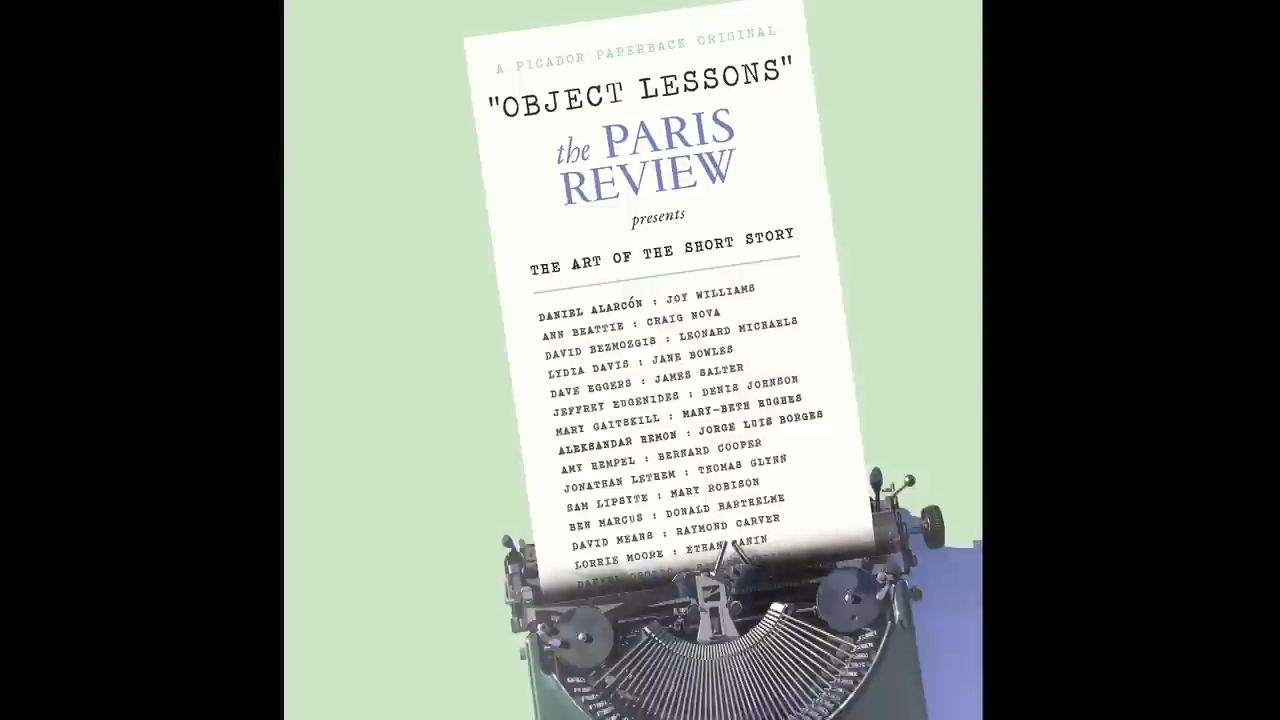 A PICADOR PAPERBACK ORIGINAL
"OBJECT LESSONS"
the PARIS
REVIEW
presents
THE ART OF THE SHORT STORY
DANIEL ALARCÓN : JOY WILLIAMS
ANN BEATTIE : CRAIG NOVA
DAVID BEZMOZGIS : LEONARD MICHAELS
LYDIA DAVIS : JANE BOWLES
DAVE EGGERS : JAMES SALTER
JEFFREY EUGENIDES : DENIS JOHNSON
MARY GAITSKILL : MARY-BETH HUGHES
ALEKSANDAR HEMON : JORGE LUIS BORGES
AMY HEMPEL : BERNARD COOPER
JONATHAN LETHEM : THOMAS GLYNN
SAM LIPSYTE : MARY ROBISON
BEN MARCUS : DONALD BARTHELME
DAVID MEANS : RAYMOND CARVER
LORRIE MOORE : ETHAN CANIN